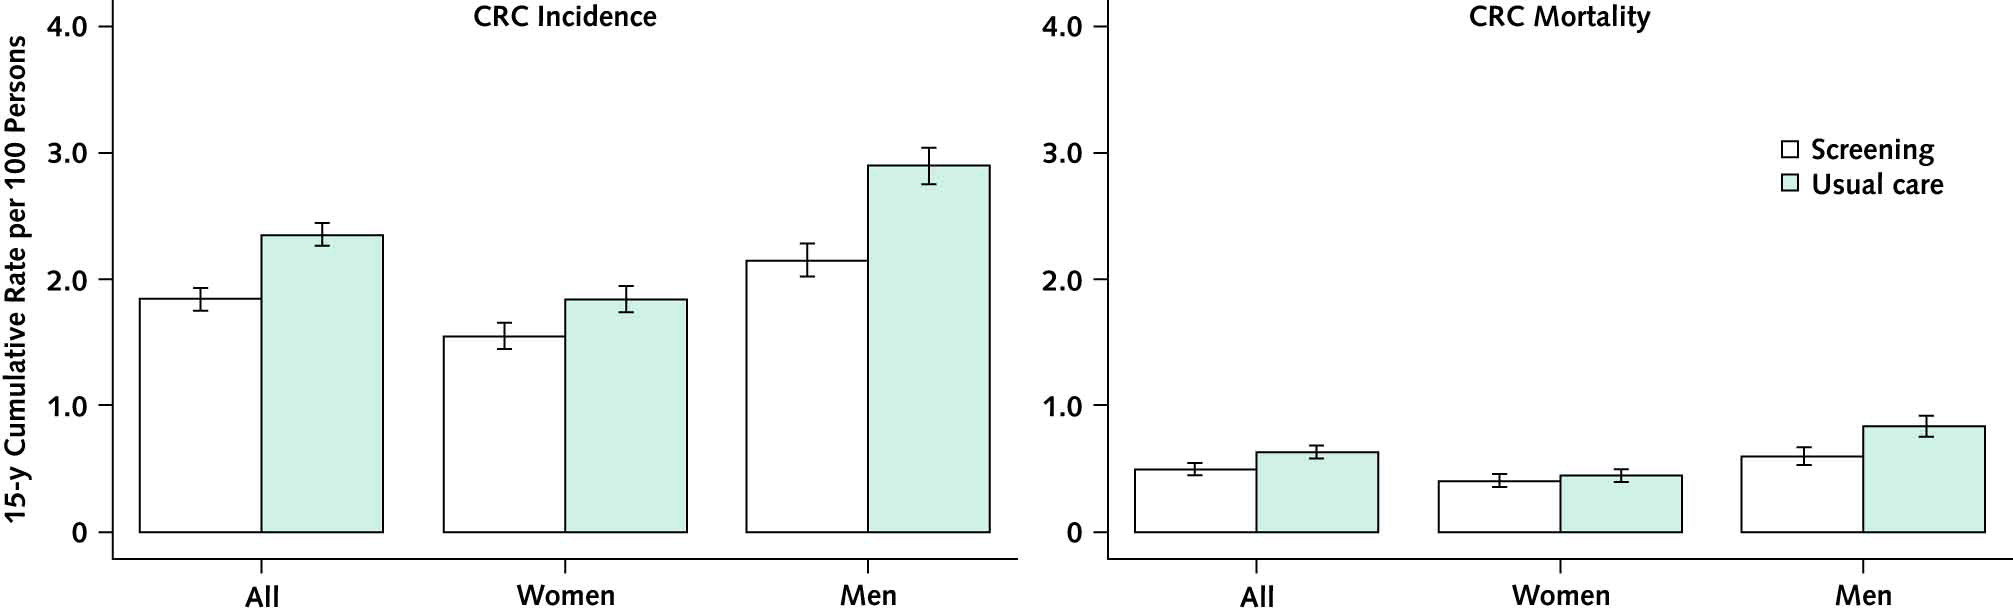 CRC Incidence
15-y Cumulative Rate per 100 Persons
4.0
3.0
2.0
1.0
0
All
Women
Men
CRC Mortality
4.0
3.0
2.0
1.0
0
Screening
Usual care
All
Women
Men